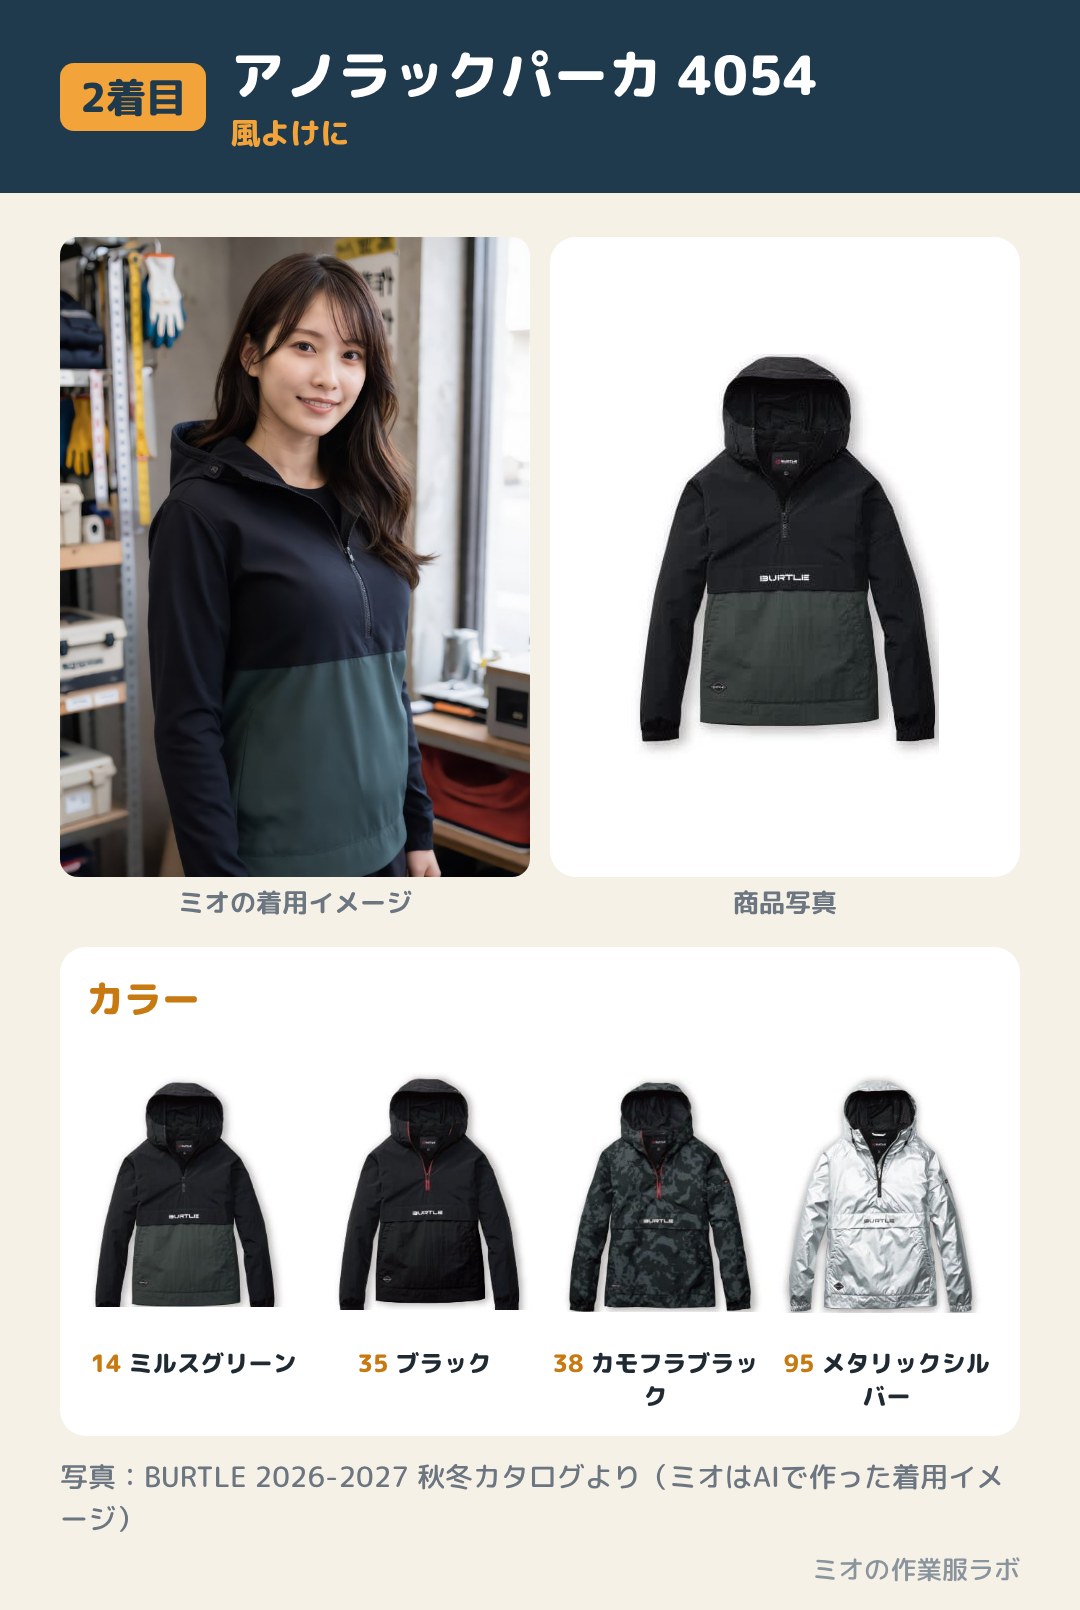 2着目
アノラックパーカ 4054
風よけに
BURTLE
BURTLE
ミオの着用イメージ
商品写真
カラー
BURTLE
BURTLE
BURTLE
BURTLE
14 ミルスグリーン
35 ブラック
38 カモフラブラッ
ク
95 メタリックシル
バー
写真：BURTLE 2026-2027 秋冬カタログより（ミオはAIで作った着用イメ
ージ）
ミオの作業服ラボ